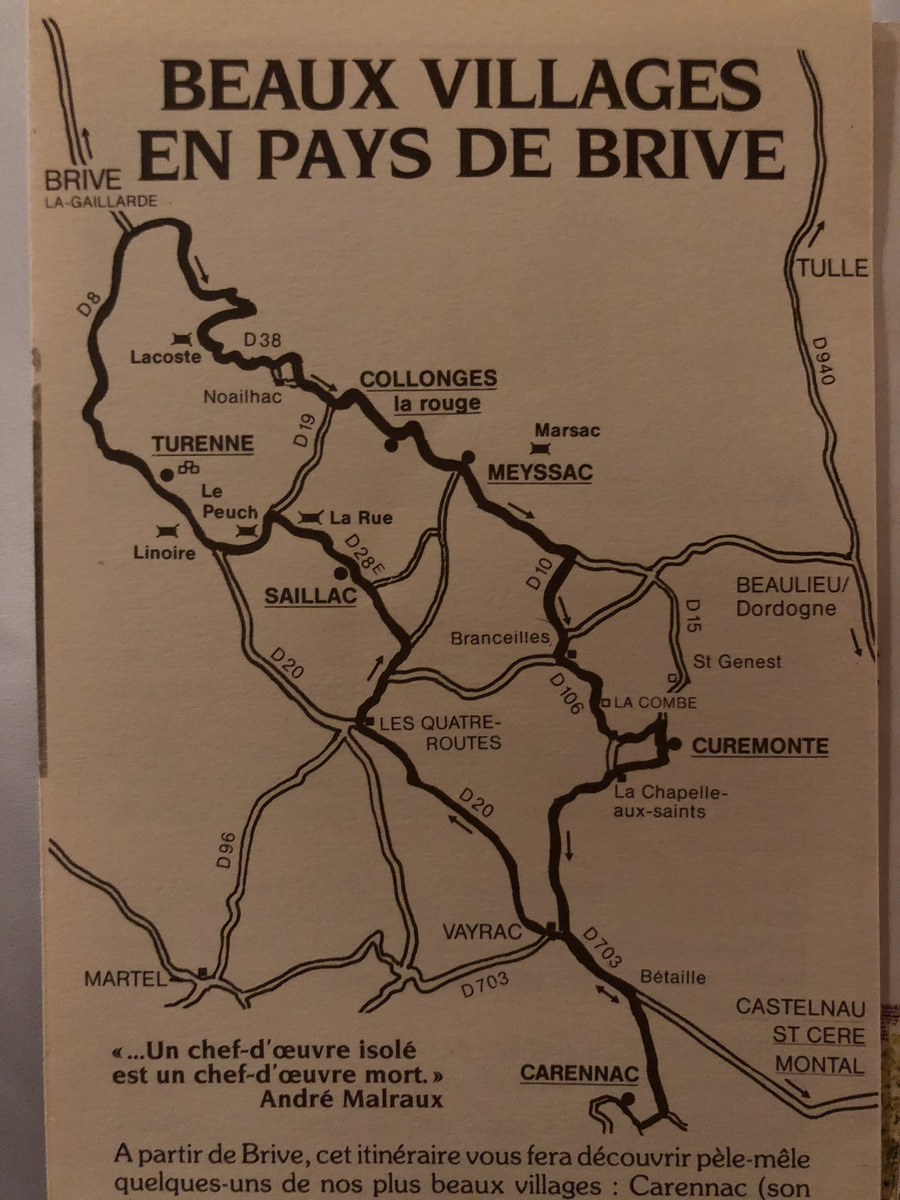 BEAUX VILLAGES
EN PAYS DE BRIVE
BRIVE
LA-GAILLARDE
TULLE
D8
D38
Lacoste
D940
Noailhac
COLLONGES
la rouge
D19
Marsac
TURENNE
MEYSSAC
Le
Peuch
La Rue
Linoire
D28E
D10
SAILLAC
BEAULIEU/
Dordogne
D15
Branceilles
St Genest
D20
D106
LA COMBE
LES QUATRE-
ROUTES
CUREMONTE
La Chapelle-
aux-saints
D20
D96
VAYRAC
D703
MARTEL
D703
Bétaille
CASTELNAU
ST CERE
MONTAL
«...Un chef-d'œuvre isolé
est un chef-d'œuvre mort.»
André Malraux
CARENNAC
A partir de Brive, cet itinéraire vous fera découvrir pèle-mêle
quelques-uns de nos plus beaux villages : Carennac (son